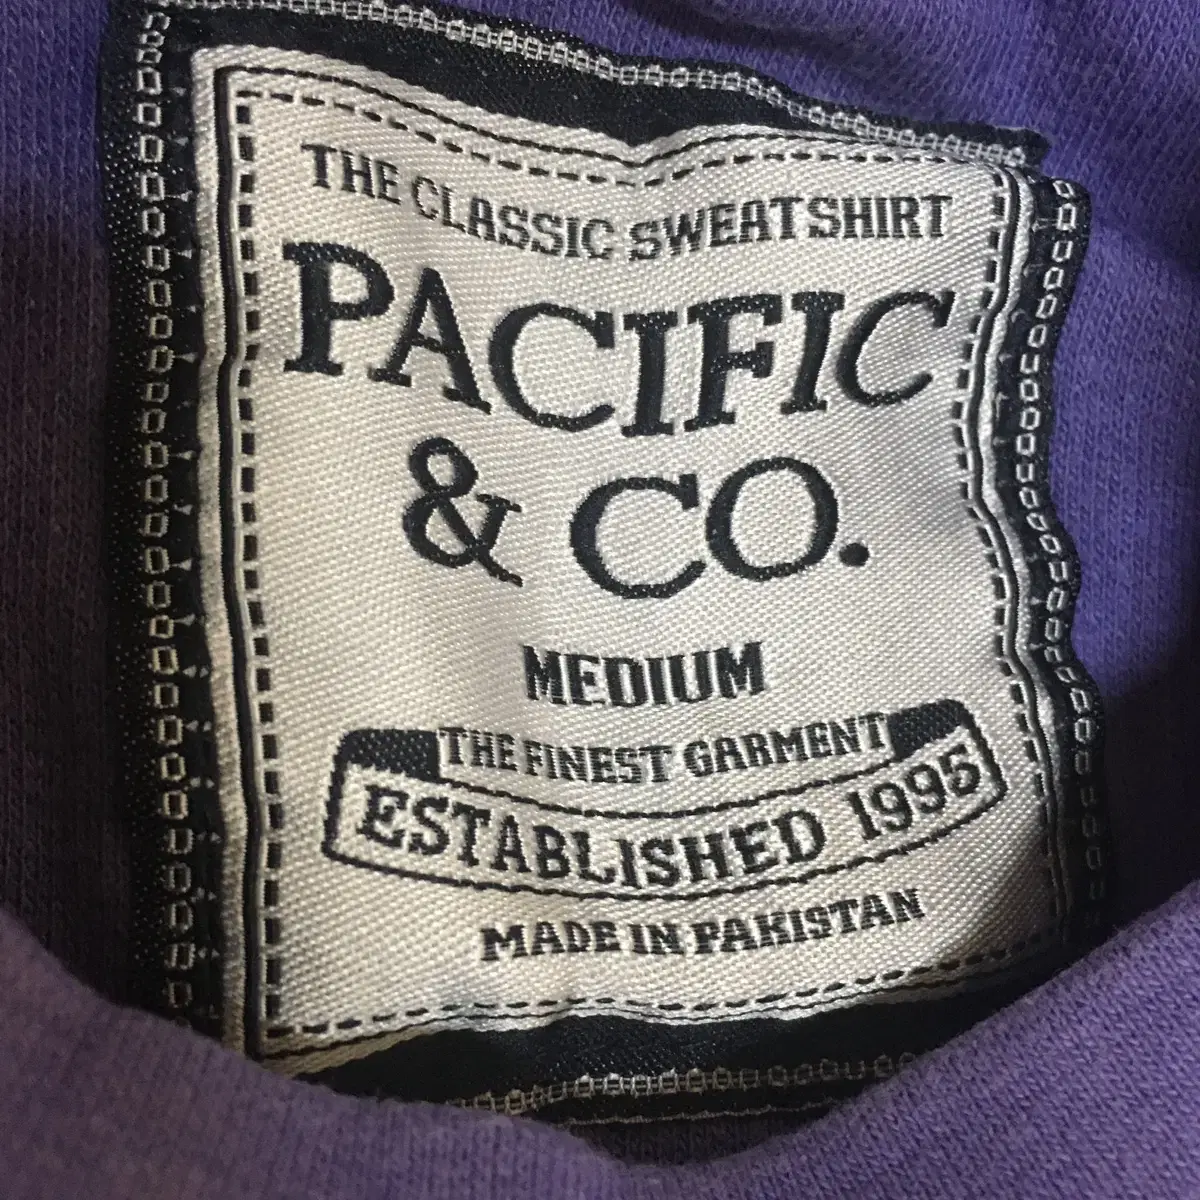 THE CLASSIC SWEATSHIRT
PACIFIC
& CO.
MEDIUM
THE FINEST GARMENT
ESTABLISHED 1995
MADE IN PAKISTAN